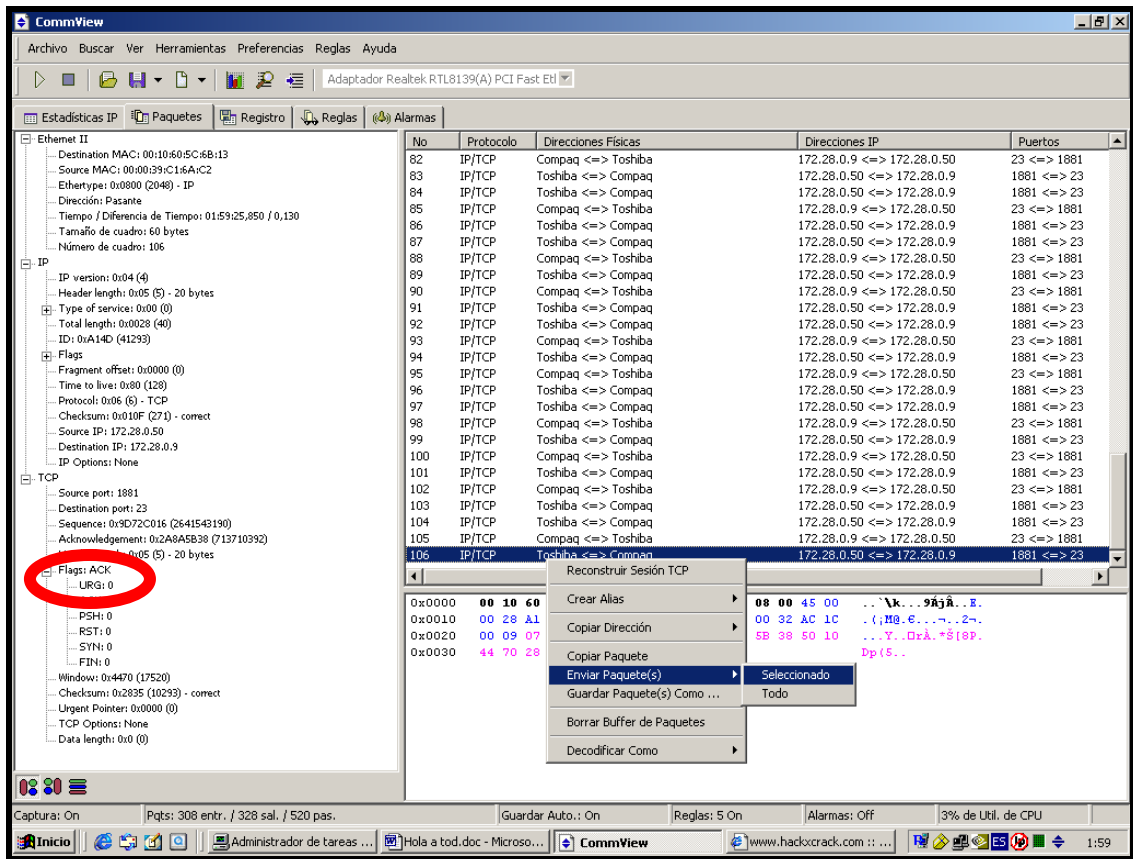 CommView
Archivo Buscar Ver Herramientas Preferencias Reglas Ayuda
Adaptador Realtek RTL8139(A) PCI Fast Etl
Estadísticas IP Paquetes Registro Reglas Alarmas
Ethernet II
Destination MAC: 00:10:60:5C:6B:13
Source MAC: 00:00:39:C1:6A:C2
Ethertype: 0x0800 (2048) - IP
Dirección: Pasante
Tiempo / Diferencia de Tiempo: 01:59:25,850 / 0,130
Tamaño de cuadro: 60 bytes
Número de cuadro: 106
IP
IP version: 0x04 (4)
Header length: 0x05 (5) - 20 bytes
Type of service: 0x00 (0)
Total length: 0x0028 (40)
ID: 0xA14D (41293)
Flags
Fragment offset: 0x0000 (0)
Time to live: 0x80 (128)
Protocol: 0x06 (6) - TCP
Checksum: 0x010F (271) - correct
Source IP: 172.28.0.50
Destination IP: 172.28.0.9
IP Options: None
TCP
Source port: 1881
Destination port: 23
Sequence: 0x9D72C016 (2641543190)
Acknowledgement: 0x2A8A5B38 (713710392)
0x05 (5) - 20 bytes
Flags: ACK
URG: 0
PSH: 0
RST: 0
SYN: 0
FIN: 0
Window: 0x4470 (17520)
Checksum: 0x2835 (10293) - correct
Urgent Pointer: 0x0000 (0)
TCP Options: None
Data length: 0x0 (0)
No Protocolo Direcciones Físicas Direcciones IP Puertos
82 IP/TCP Compaq <=> Toshiba 172.28.0.9 <=> 172.28.0.50 23 <=> 1881
83 IP/TCP Toshiba <=> Compaq 172.28.0.50 <=> 172.28.0.9 1881 <=> 23
84 IP/TCP Toshiba <=> Compaq 172.28.0.50 <=> 172.28.0.9 1881 <=> 23
85 IP/TCP Compaq <=> Toshiba 172.28.0.9 <=> 172.28.0.50 23 <=> 1881
86 IP/TCP Toshiba <=> Compaq 172.28.0.50 <=> 172.28.0.9 1881 <=> 23
87 IP/TCP Toshiba <=> Compaq 172.28.0.50 <=> 172.28.0.9 1881 <=> 23
88 IP/TCP Compaq <=> Toshiba 172.28.0.9 <=> 172.28.0.50 23 <=> 1881
89 IP/TCP Toshiba <=> Compaq 172.28.0.50 <=> 172.28.0.9 1881 <=> 23
90 IP/TCP Compaq <=> Toshiba 172.28.0.9 <=> 172.28.0.50 23 <=> 1881
91 IP/TCP Toshiba <=> Compaq 172.28.0.50 <=> 172.28.0.9 1881 <=> 23
92 IP/TCP Toshiba <=> Compaq 172.28.0.50 <=> 172.28.0.9 1881 <=> 23
93 IP/TCP Compaq <=> Toshiba 172.28.0.9 <=> 172.28.0.50 23 <=> 1881
94 IP/TCP Toshiba <=> Compaq 172.28.0.50 <=> 172.28.0.9 1881 <=> 23
95 IP/TCP Compaq <=> Toshiba 172.28.0.9 <=> 172.28.0.50 23 <=> 1881
96 IP/TCP Toshiba <=> Compaq 172.28.0.50 <=> 172.28.0.9 1881 <=> 23
97 IP/TCP Toshiba <=> Compaq 172.28.0.50 <=> 172.28.0.9 1881 <=> 23
98 IP/TCP Compaq <=> Toshiba 172.28.0.9 <=> 172.28.0.50 23 <=> 1881
99 IP/TCP Toshiba <=> Compaq 172.28.0.50 <=> 172.28.0.9 1881 <=> 23
100 IP/TCP Compaq <=> Toshiba 172.28.0.9 <=> 172.28.0.50 23 <=> 1881
101 IP/TCP Toshiba <=> Compaq 172.28.0.50 <=> 172.28.0.9 1881 <=> 23
102 IP/TCP Compaq <=> Toshiba 172.28.0.9 <=> 172.28.0.50 23 <=> 1881
103 IP/TCP Toshiba <=> Compaq 172.28.0.50 <=> 172.28.0.9 1881 <=> 23
104 IP/TCP Toshiba <=> Compaq 172.28.0.50 <=> 172.28.0.9 1881 <=> 23
105 IP/TCP Compaq <=> Toshiba 172.28.0.9 <=> 172.28.0.50 23 <=> 1881
106 IP/TCP Toshiba <=> Compaq 172.28.0.50 <=> 172.28.0.9 1881 <=> 23
0x0000 00 10 60 08 00 45 00 ..`\k...9ÁjÂ..E.
0x0010 00 28 A1 00 32 AC 1C .(¡M@.€...¬..2¬.
0x0020 00 09 07 5B 38 50 10 ...Y..□rÀ.*Š[8P.
0x0030 44 70 28 Dp(5..
Reconstruir Sesión TCP
Crear Alias
Copiar Dirección
Copiar Paquete
Enviar Paquete(s)
Guardar Paquete(s) Como ...
Borrar Buffer de Paquetes
Decodificar Como
Seleccionado
Todo
Captura: On Pqts: 308 entr. / 328 sal. / 520 pas. Guardar Auto.: On Reglas: 5 On Alarmas: Off 3% de Util. de CPU
Inicio Administrador de tareas ... Hola a tod.doc - Microso... CommView www.hackxcrack.com :: ... ES 1:59